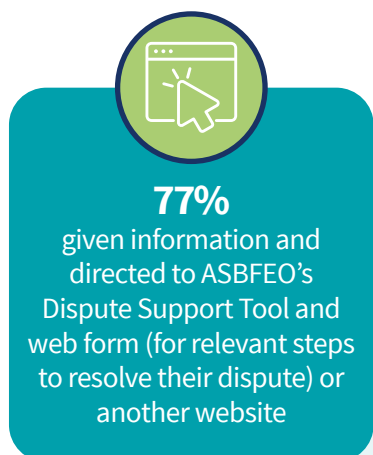 77%
given information and
directed to ASBFEO’s
Dispute Support Tool and
web form (for relevant steps
to resolve their dispute) or
another website